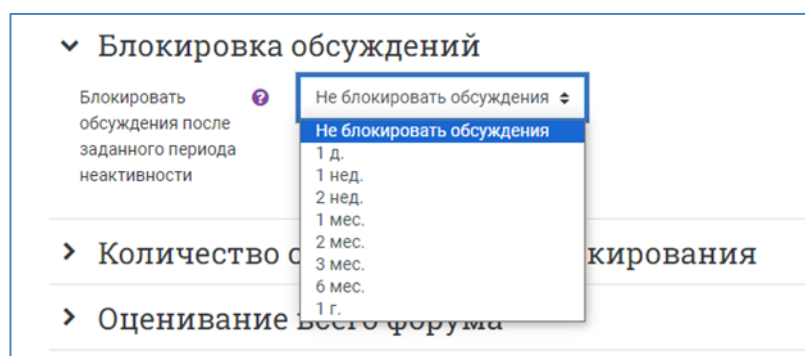 Блокировка обсуждений
Блокировать
обсуждения после
заданного периода
неактивности
Не блокировать обсуждения
Не блокировать обсуждения
1 д.
1 нед.
2 нед.
1 мес.
2 мес.
3 мес.
6 мес.
1 г.
Количество кирования
Оценивание всего форума